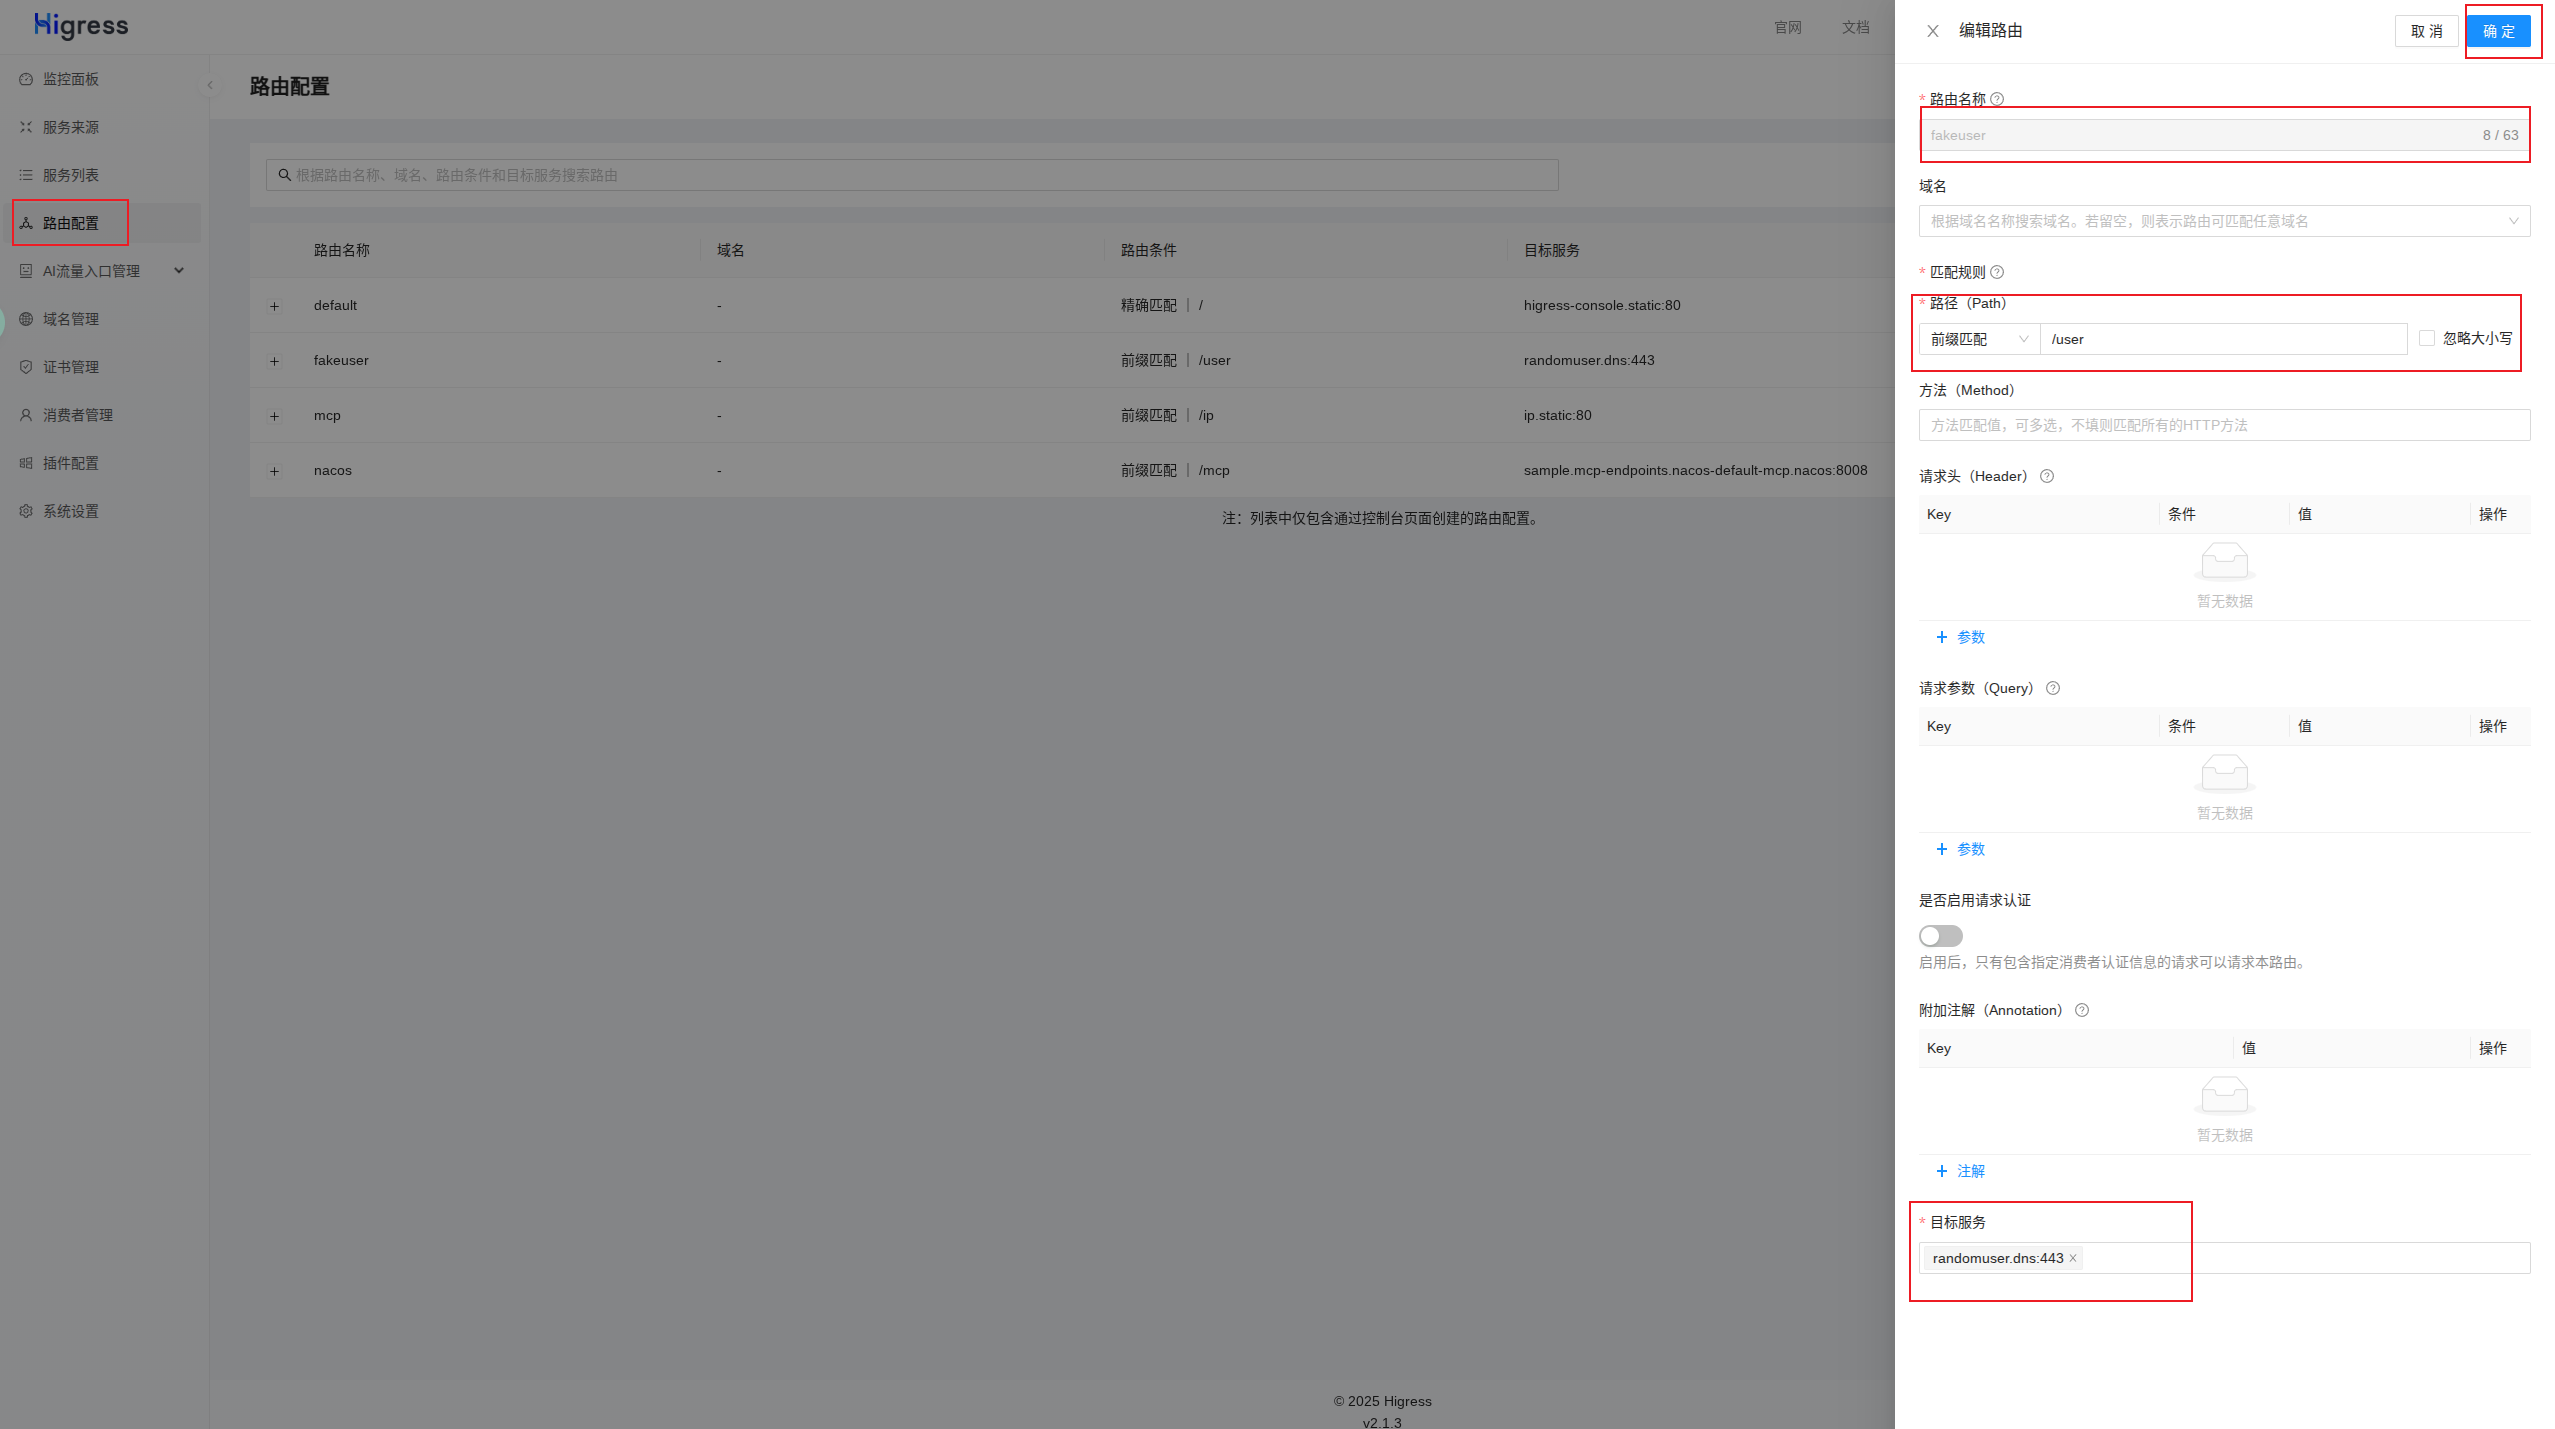 Higress
官网
文档
监控面板
服务来源
服务列表
路由配置
AI流量入口管理
域名管理
证书管理
消费者管理
插件配置
系统设置
路由配置
根据路由名称、域名、路由条件和目标服务搜索路由
路由名称 域名 路由条件 目标服务
default - 精确匹配 | / higress-console.static:80
fakeuser - 前缀匹配 | /user randomuser.dns:443
mcp - 前缀匹配 | /ip ip.static:80
nacos - 前缀匹配 | /mcp sample.mcp-endpoints.nacos-default-mcp.nacos:8008
注：列表中仅包含通过控制台页面创建的路由配置。
© 2025 Higress
v2.1.3
编辑路由
取 消
确 定
* 路由名称
fakeuser 8 / 63
域名
根据域名名称搜索域名。若留空，则表示路由可匹配任意域名
* 匹配规则
* 路径（Path）
前缀匹配 /user 忽略大小写
方法（Method）
方法匹配值，可多选，不填则匹配所有的HTTP方法
请求头（Header）
Key 条件 值 操作
暂无数据
+ 参数
请求参数（Query）
Key 条件 值 操作
暂无数据
+ 参数
是否启用请求认证
启用后，只有包含指定消费者认证信息的请求可以请求本路由。
附加注解（Annotation）
Key 值 操作
暂无数据
+ 注解
* 目标服务
randomuser.dns:443